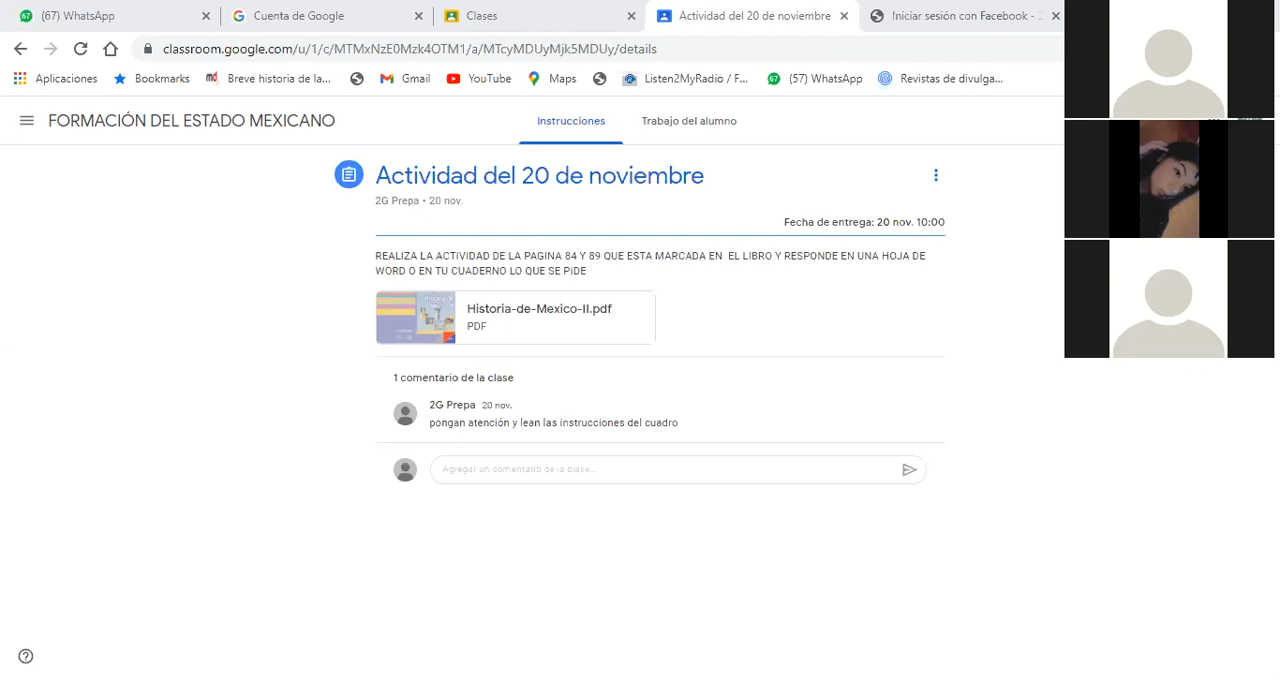 (67) WhatsApp
Cuenta de Google
Clases
Actividad del 20 de noviembre
Iniciar sesión con Facebook - 2
classroom.google.com/u/1/c/MTMxNzE0Mzk4OTM1/a/MTcyMDUyMjk5MDUy/details
Aplicaciones
Bookmarks
Breve historia de la...
Gmail
YouTube
Maps
Listen2MyRadio / F...
(57) WhatsApp
Revistas de divulga...
FORMACIÓN DEL ESTADO MEXICANO
Instrucciones
Trabajo del alumno
Actividad del 20 de noviembre
2G Prepa • 20 nov.
Fecha de entrega: 20 nov. 10:00
REALIZA LA ACTIVIDAD DE LA PAGINA 84 Y 89 QUE ESTA MARCADA EN EL LIBRO Y RESPONDE EN UNA HOJA DE
WORD O EN TU CUADERNO LO QUE SE PIDE
Historia-de-Mexico-II.pdf
PDF
1 comentario de la clase
2G Prepa 20 nov.
pongan atención y lean las instrucciones del cuadro
Agregar un comentario de la clase...